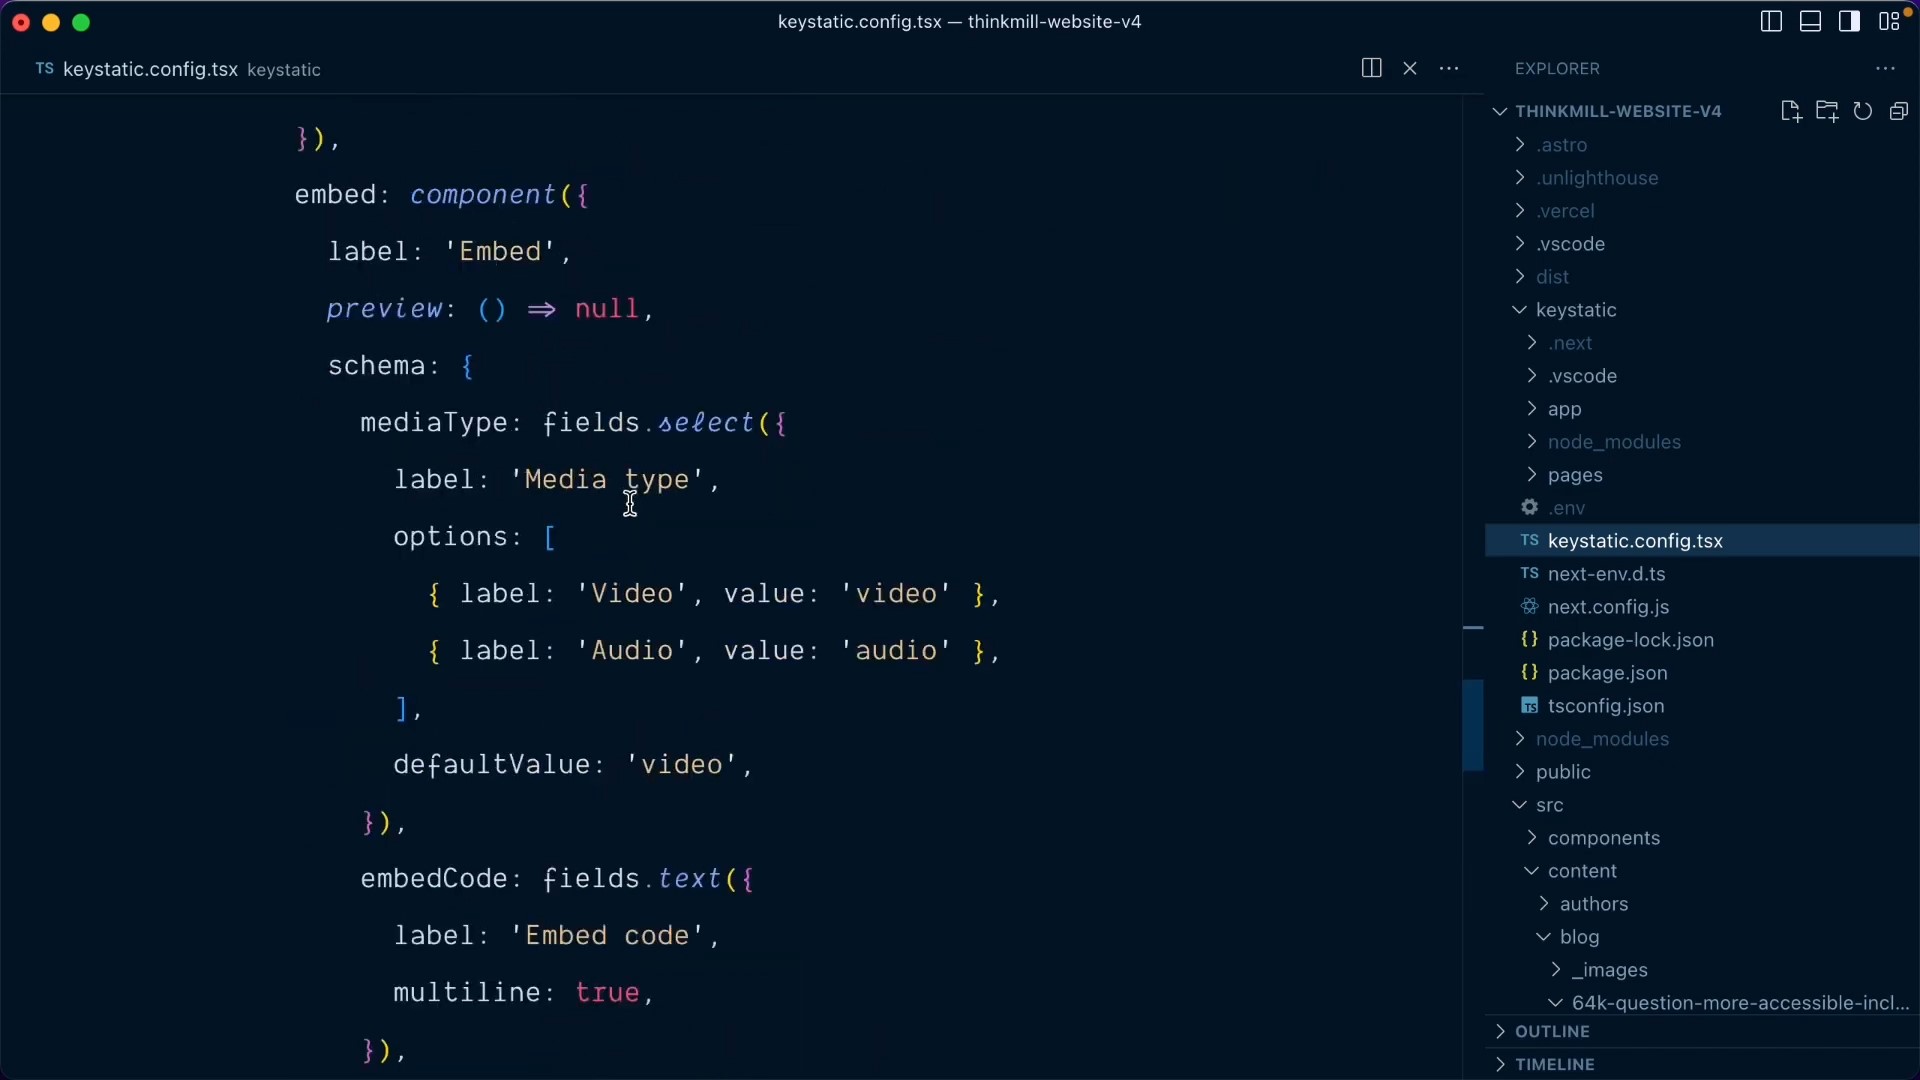 keystatic.config.tsx — thinkmill-website-v4
TS keystatic.config.tsx keystatic
}),
embed: component({
label: 'Embed',
preview: () => null,
schema: {
mediaType: fields.select({
label: 'Media type',
options: [
{ label: 'Video', value: 'video' },
{ label: 'Audio', value: 'audio' },
],
defaultValue: 'video',
}),
embedCode: fields.text({
label: 'Embed code',
multiline: true,
}),
EXPLORER
THINKMILL-WEBSITE-V4
.astro
.unlighthouse
.vercel
.vscode
dist
keystatic
.next
.vscode
app
node_modules
pages
.env
TS keystatic.config.tsx
TS next-env.d.ts
next.config.js
{} package-lock.json
{} package.json
TS tsconfig.json
node_modules
public
src
components
content
authors
blog
_images
64k-question-more-accessible-incl...
OUTLINE
TIMELINE